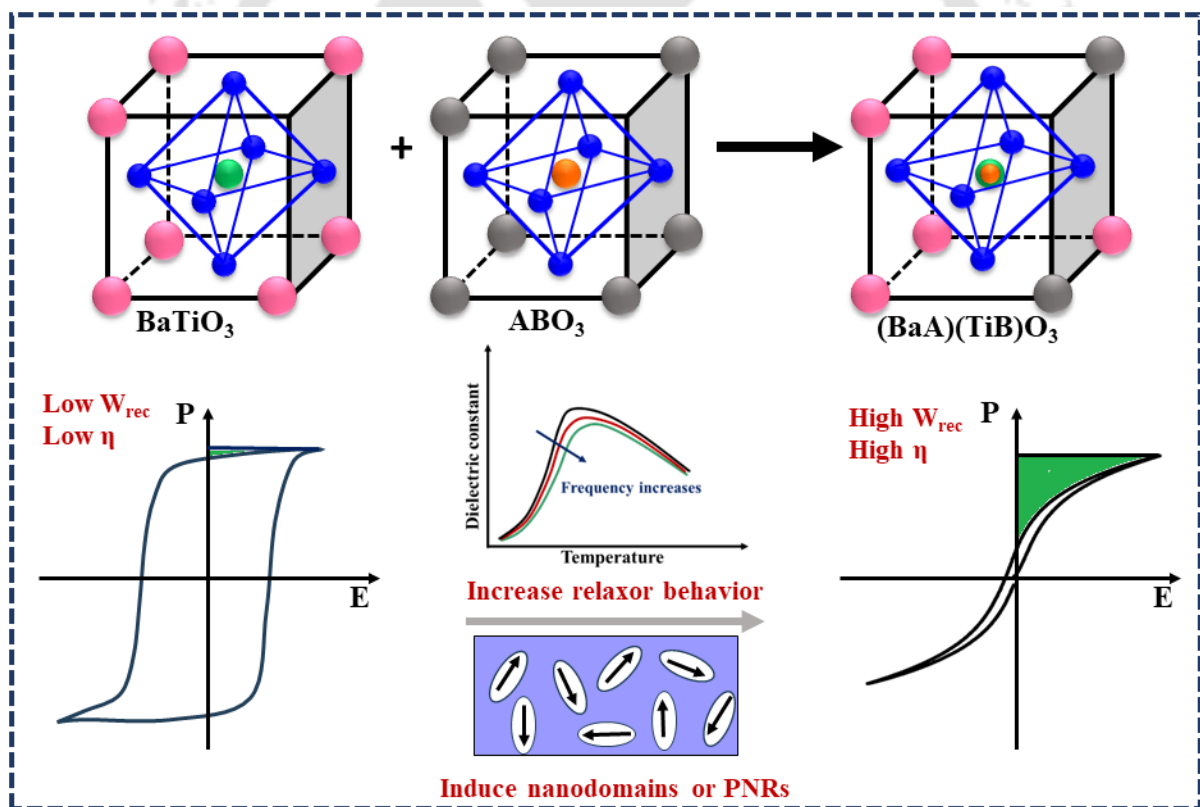 +
BaTiO₃
ABO₃
(BaA)(TiB)O₃
Low Wrec
Low η
P
E
Dielectric constant
Frequency increases
Temperature
Increase relaxor behavior
Induce nanodomains or PNRs
High Wrec
High η
P
E